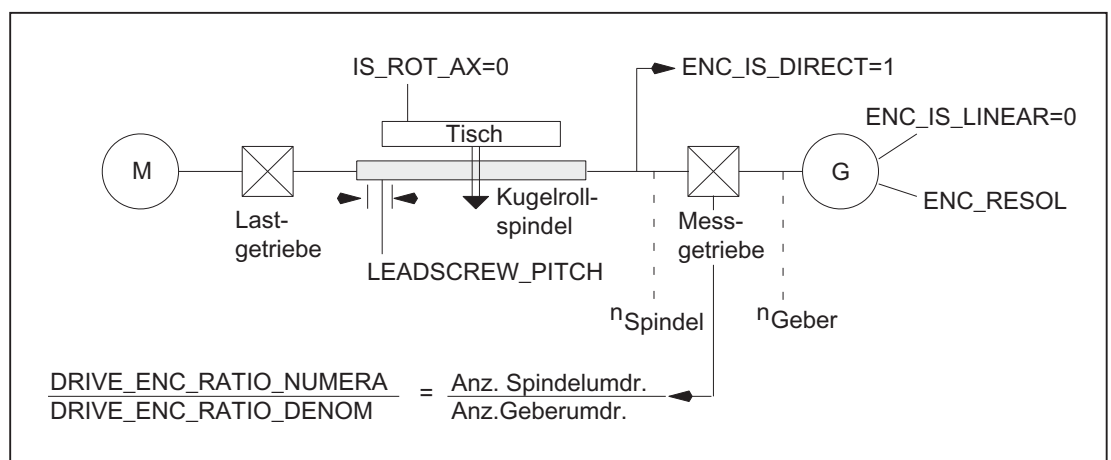 IS_ROT_AX=0
ENC_IS_DIRECT=1
ENC_IS_LINEAR=0
Tisch
M
G
ENC_RESOL
Last-
getriebe
Kugelroll-
spindel
Mess-
getriebe
LEADSCREW_PITCH
nSpindel
nGeber
DRIVE_ENC_RATIO_NUMERA
DRIVE_ENC_RATIO_DENOM
=
Anz. Spindelumdr.
Anz.Geberumdr.